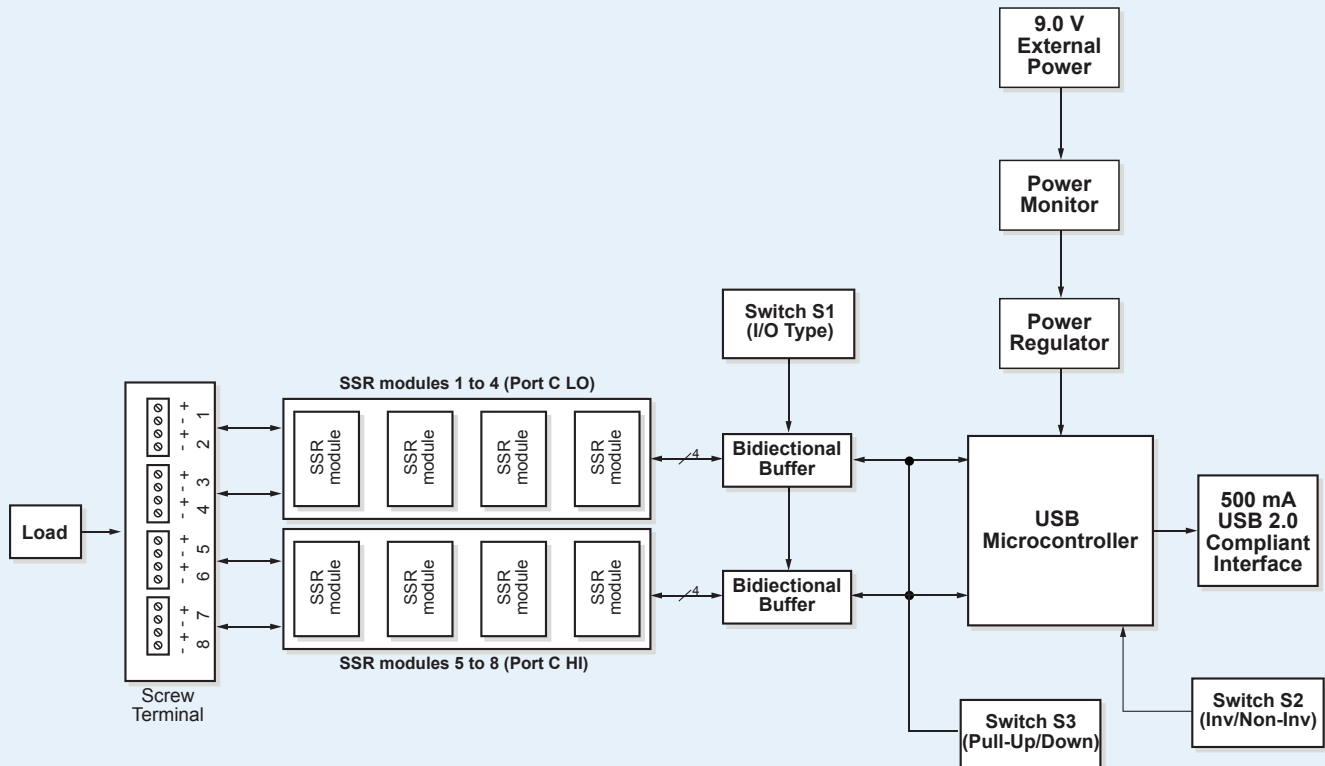 9.0 V
External
Power
Power
Monitor
Power
Regulator
Switch S1
(I/O Type)
SSR modules 1 to 4 (Port C LO)
SSR
module
SSR
module
SSR
module
SSR
module
4
Bidiectional
Buffer
+
-
+
-
1
2
+
-
+
-
3
4
+
-
+
-
5
6
+
-
+
-
7
8
Load
USB
Microcontroller
500 mA
USB 2.0
Compliant
Interface
SSR
module
SSR
module
SSR
module
SSR
module
4
Bidiectional
Buffer
SSR modules 5 to 8 (Port C HI)
Screw
Terminal
Switch S3
(Pull-Up/Down)
Switch S2
(Inv/Non-Inv)